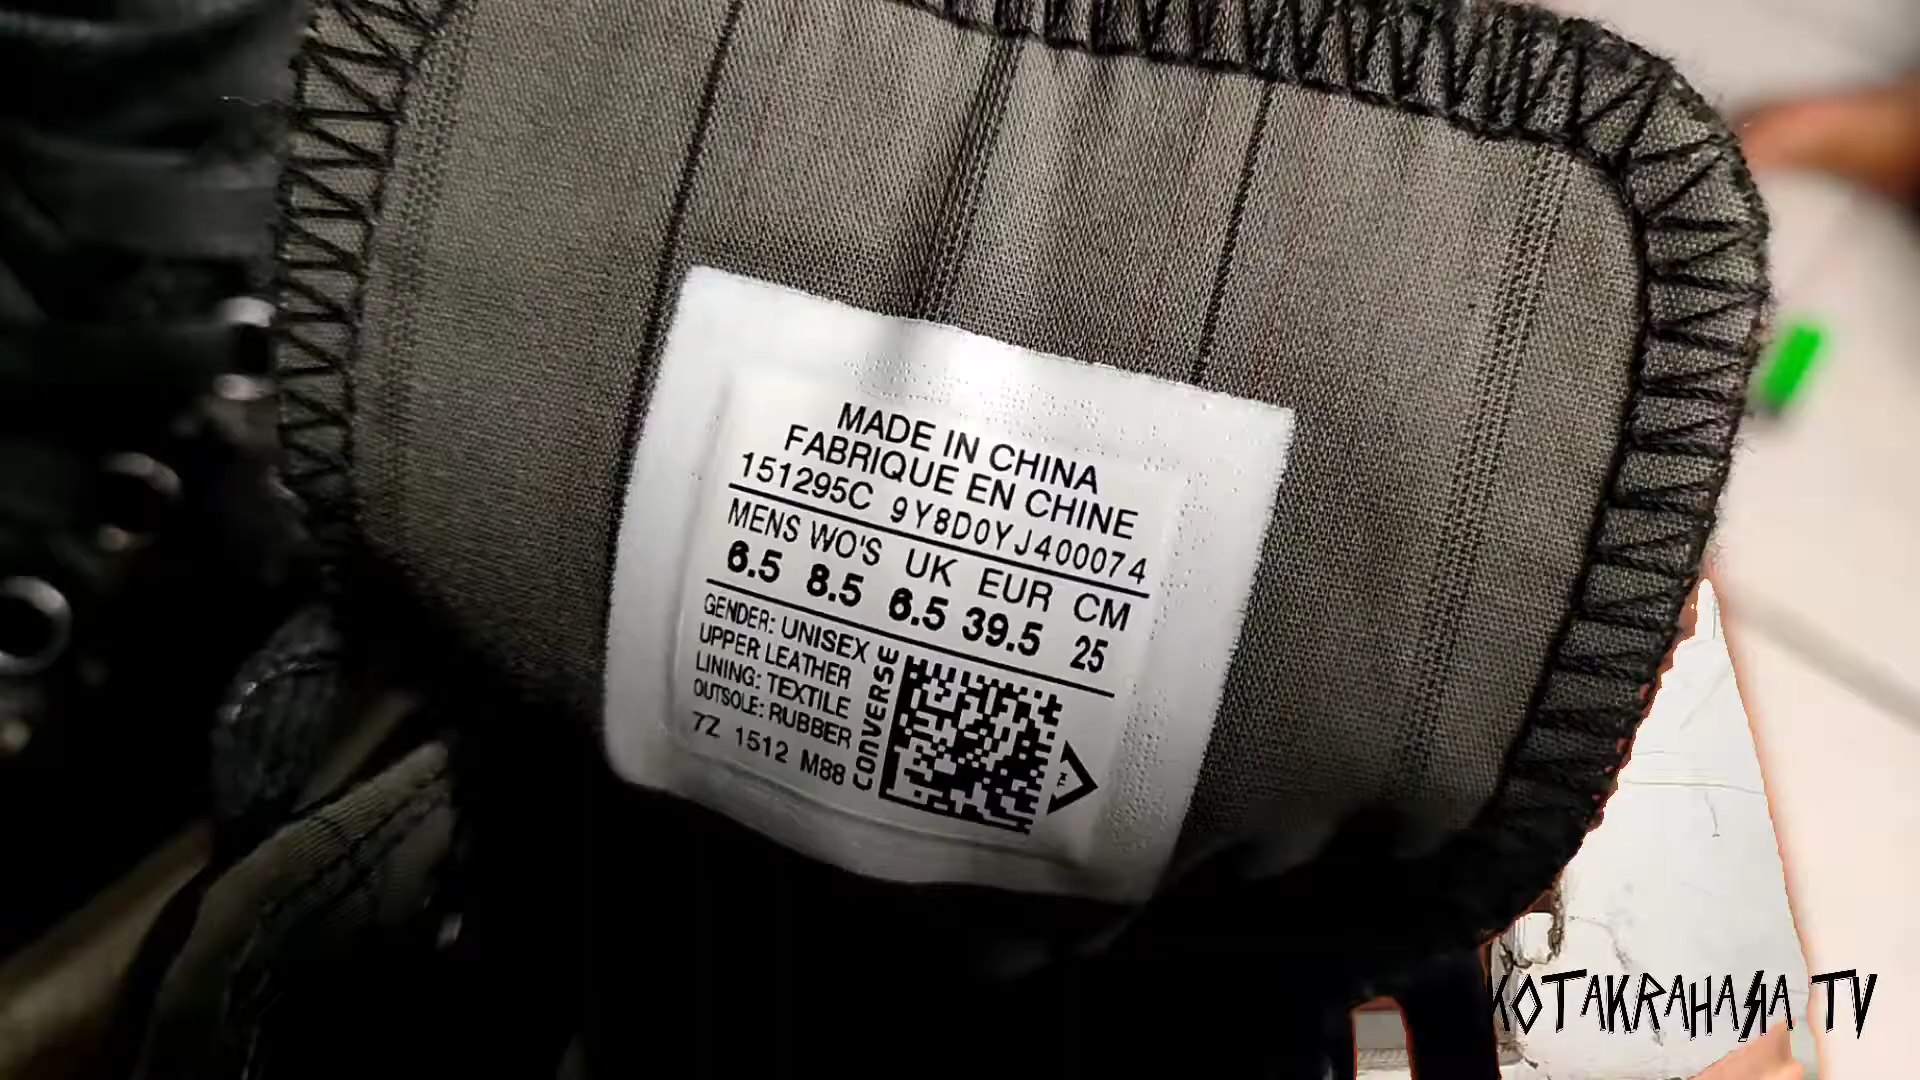 MADE IN CHINA
FABRIQUE EN CHINE
151295C 9Y8D0YJ400074
MENS WO'S UK EUR CM
6.5 8.5 6.5 39.5 25
GENDER: UNISEX
UPPER LEATHER
LINING: TEXTILE
OUTSOLE: RUBBER
7Z 1512 M88
CONVERSE
KOTAKRAHASIA TV